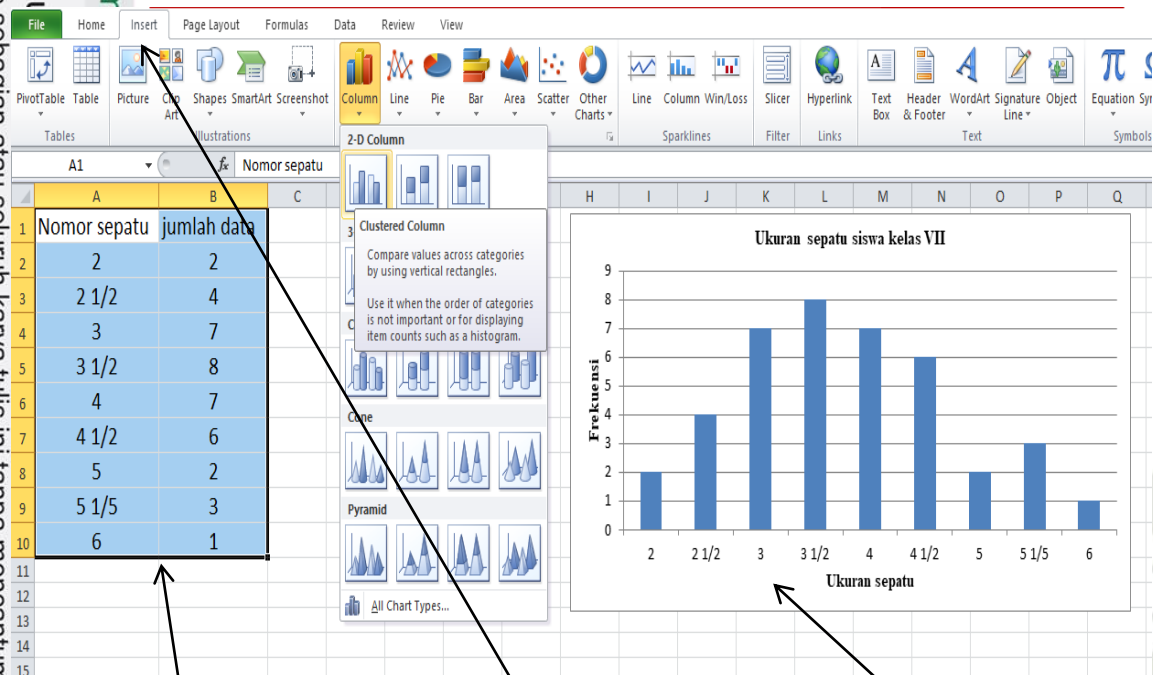 File Home Insert Page Layout Formulas Data Review View
PivotTable Table Picture Clip Art Shapes SmartArt Screenshot Column Line Pie Bar Area Scatter Other Charts Line Column Win/Loss Slicer Hyperlink Text Box Header & Footer WordArt Signature Line Object Equation
Tables Illustrations Sparklines Filter Links Text Symbols
A1 fx Nomor sepatu
2-D Column
Clustered Column
Compare values across categories
by using vertical rectangles.
Use it when the order of categories
is not important or for displaying
item counts such as a histogram.
Cone
Pyramid
All Chart Types...
A B C H I J K L M N O P Q
1 Nomor sepatu jumlah data
2 2 2
3 2 1/2 4
4 3 7
5 3 1/2 8
6 4 7
7 4 1/2 6
8 5 2
9 5 1/5 3
10 6 1
11
12
13
14
15
Ukuran sepatu siswa kelas VII
Frekuensi
9
8
7
6
5
4
3
2
1
0
2 2 1/2 3 3 1/2 4 4 1/2 5 5 1/5 6
Ukuran sepatu